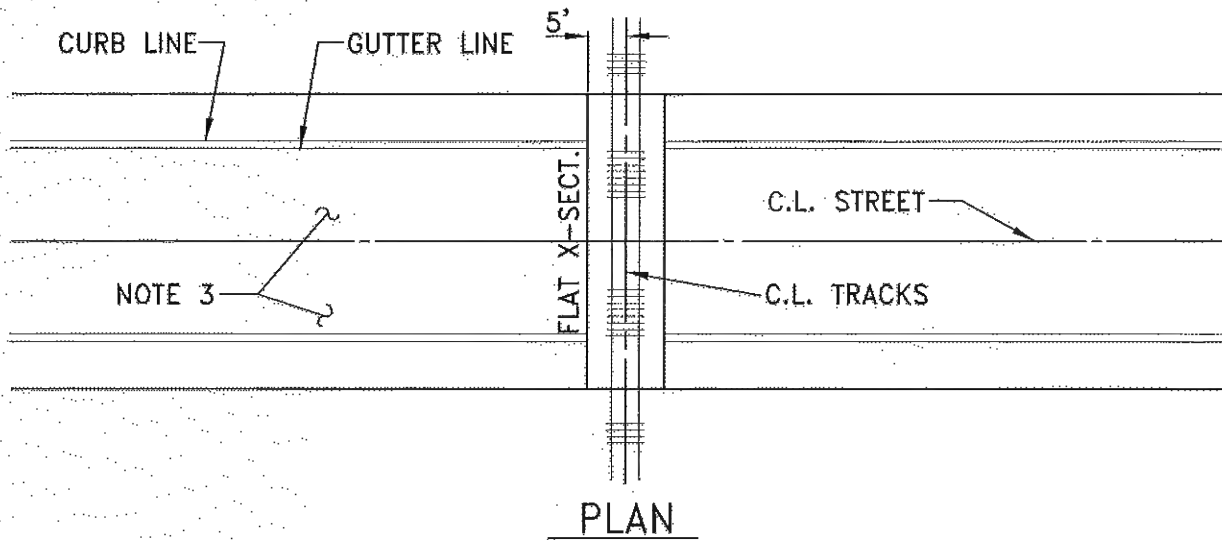 5'
CURB LINE
GUTTER LINE
FLAT X-SECT.
C.L. STREET
NOTE 3
C.L. TRACKS
PLAN